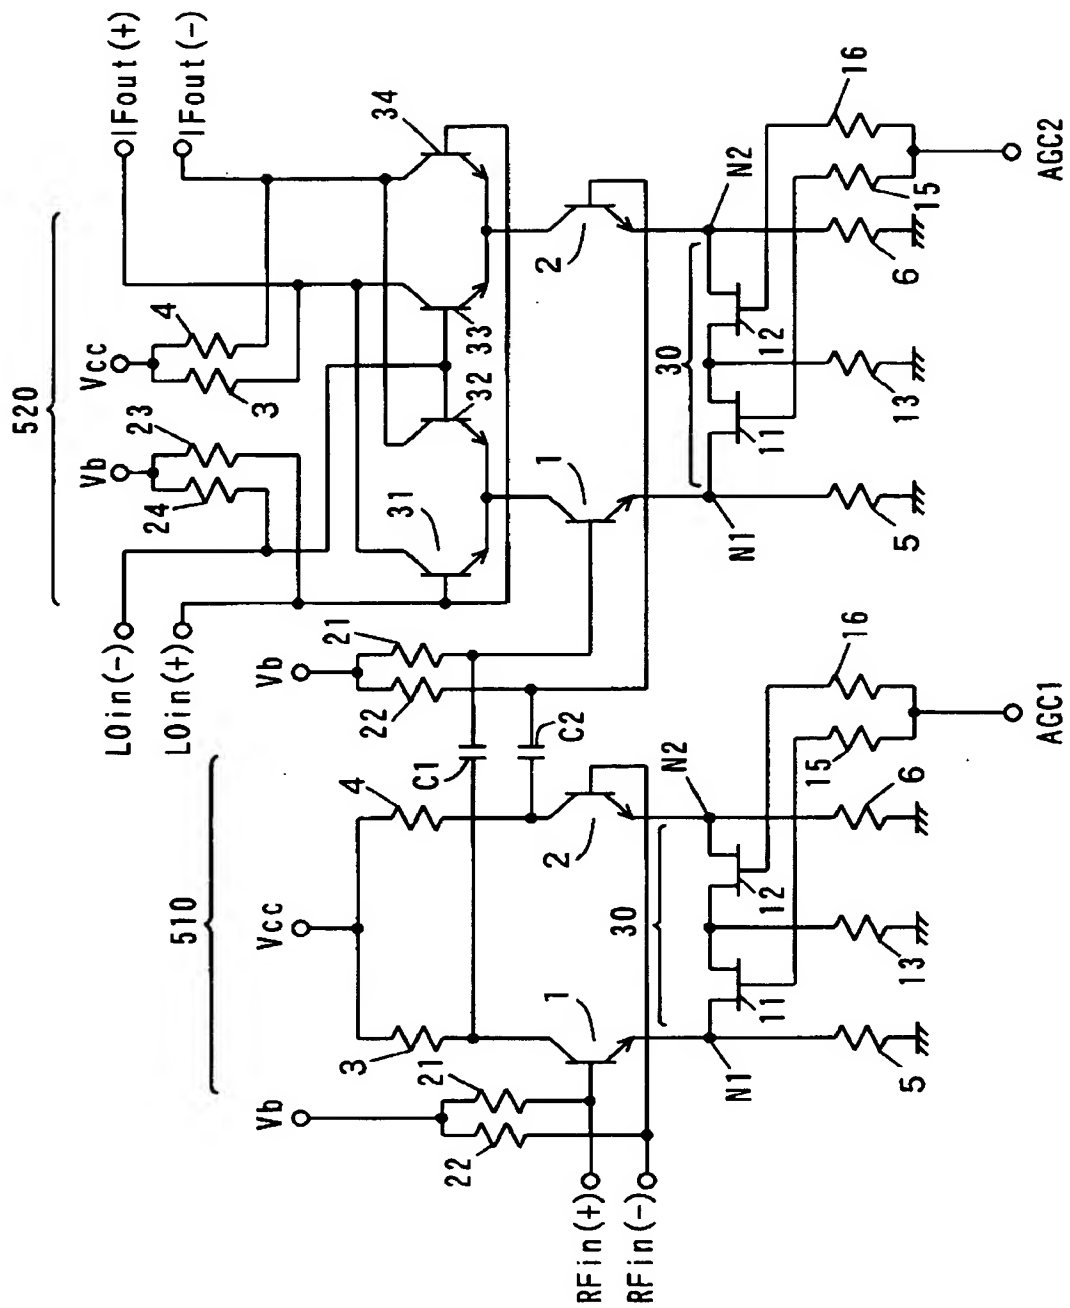 520
IFout(+)
IFout(-)
Vcc
Vb
4
3
23
24
34
33
32
31
LOin(-)
LOin(+)
Vb
21
22
2
1
N2
N1
30
12
11
16
15
6
13
5
AGC2
510
Vcc
Vb
4
3
C1
C2
21
22
2
1
N2
N1
30
12
11
16
15
6
13
5
AGC1
RFin(+)
RFin(-)